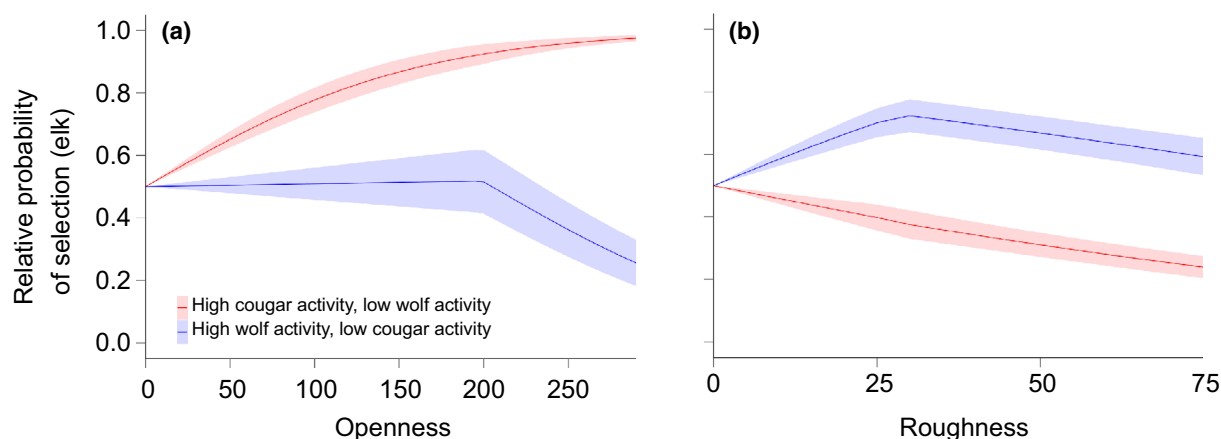 (a)
(b)
Relative probability
of selection (elk)
1.0
0.8
0.6
0.4
0.2
0.0
High cougar activity, low wolf activity
High wolf activity, low cougar activity
0 50 100 150 200 250
0 25 50 75
Openness
Roughness